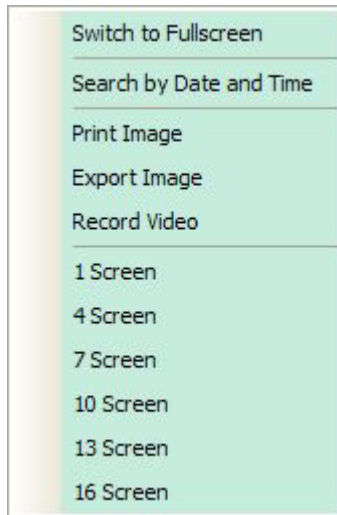 Switch to Fullscreen
Search by Date and Time
Print Image
Export Image
Record Video
1 Screen
4 Screen
7 Screen
10 Screen
13 Screen
16 Screen